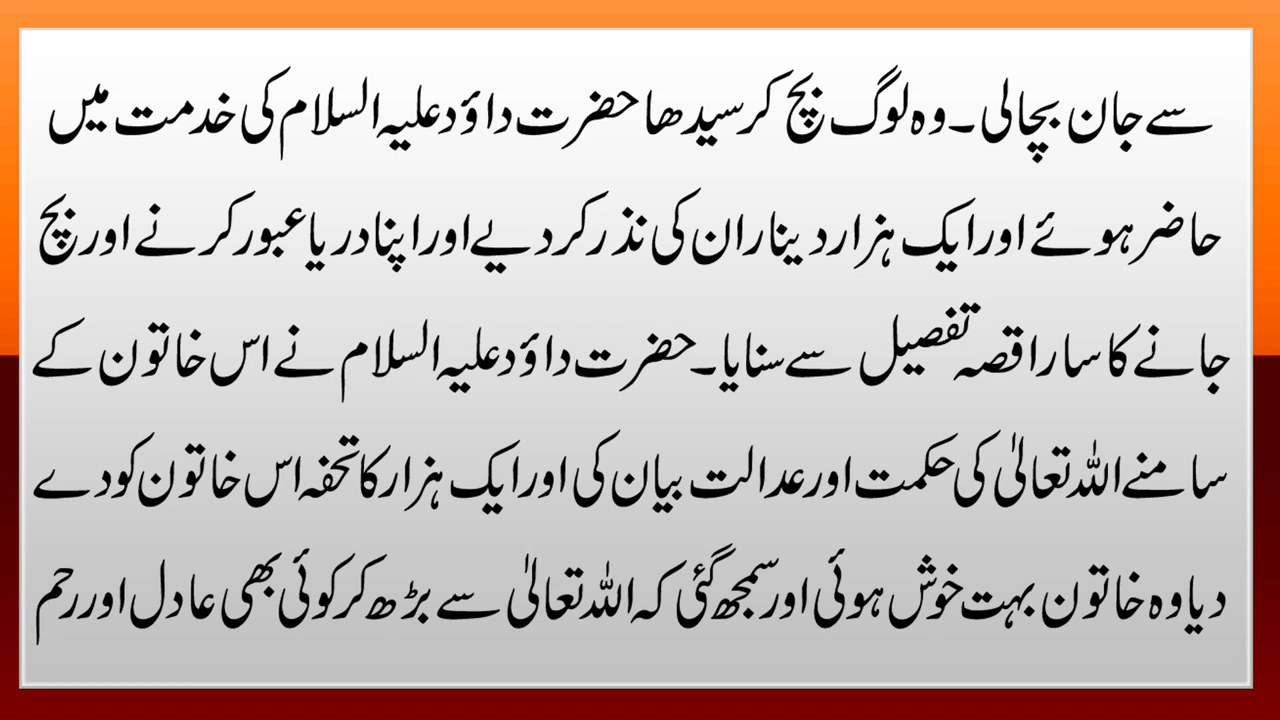 سے جان بچالی۔ وہ لوگ بچ کر سیدھا حضرت داؤد علیہ السلام کی خدمت میں
حاضر ہوئے اور ایک ہزار دینار ان کی نذر کر دیے اور اپنا دریا عبور کرنے اور بچ
جانے کا سارا قصہ تفصیل سے سنایا۔ حضرت داؤد علیہ السلام نے اس خاتون کے
سامنے اللہ تعالیٰ کی حکمت اور عدالت بیان کی اور ایک ہزار کا تحفہ اس خاتون کو دے
دیا وہ خاتون بہت خوش ہوئی اور سمجھ گئی کہ اللہ تعالیٰ سے بڑھ کر کوئی بھی عادل اور رحم